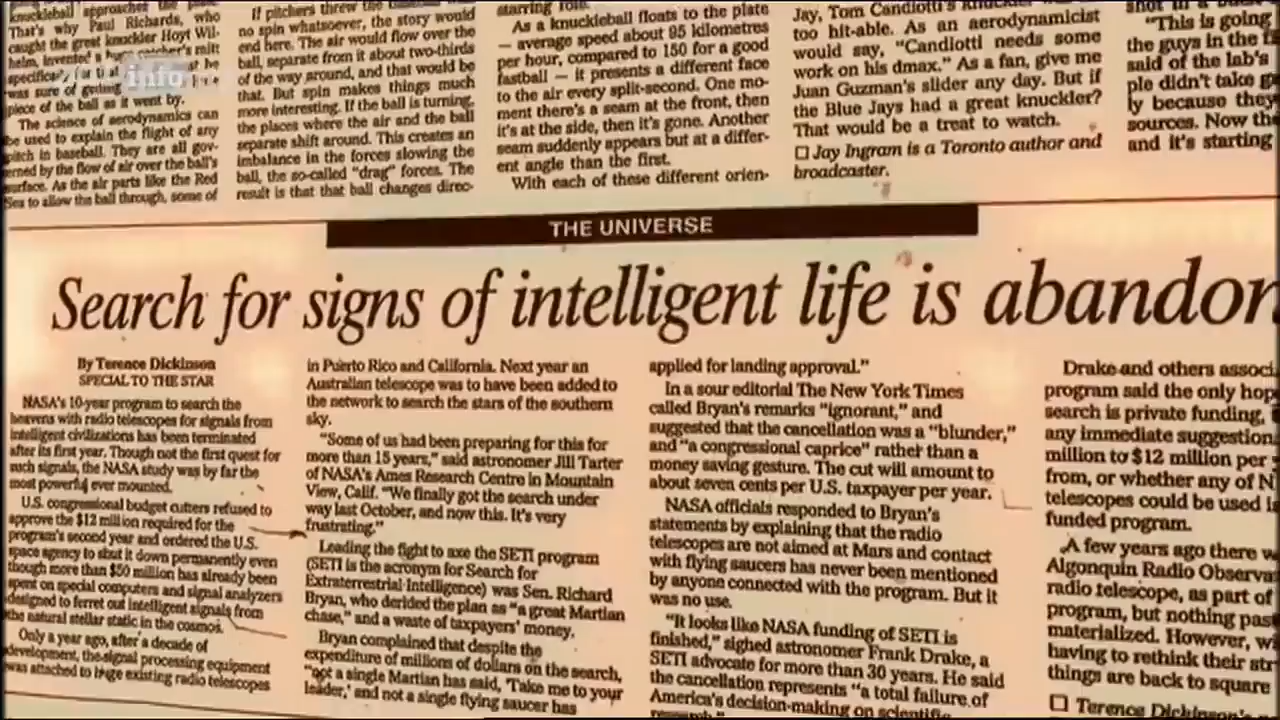 knuckleball approaches the
That's why Paul Richards, who
caught the great knuckler Hoyt Wil-
helm, invented a huge catcher's mitt
was sure of getting
piece of the ball as it went by.
The science of aerodynamics can
be used to explain the flight of any
pitch in baseball. They are all gov-
erned by the flow of air over the ball's
surface. As the air parts like the Red
Sea to allow the ball through, some of
If pitchers threw the
no spin whatsoever, the story would
end here. The air would flow over the
ball, separate from it about two-thirds
of the way around, and that would be
that. But spin makes things much
more interesting. If the ball is turning,
the places where the air and the ball
separate shift around. This creates an
imbalance in the forces slowing the
ball, the so-called "drag" forces. The
result is that that ball changes direc-
starring role.
As a knuckleball floats to the plate
— average speed about 95 kilometres
per hour, compared to 150 for a good
fastball — it presents a different face
to the air every split-second. One mo-
ment there's a seam at the front, then
it's at the side, then it's gone. Another
seam suddenly appears but at a differ-
ent angle than the first.
With each of these different orien-
Jay, Tom Candiotti's knuckler
too hit-able. As an aerodynamicist
would say, "Candiotti needs some
work on his dmax." As a fan, give me
Juan Guzman's slider any day. But if
the Blue Jays had a great knuckler?
That would be a treat to watch.
☐ Jay Ingram is a Toronto author and
broadcaster.
"This is going
the guys in the
said of the lab's
ple didn't take
ly because they
sources. Now the
and it's starting
info
THE UNIVERSE
Search for signs of intelligent life is abandon
By Terence Dickinson
SPECIAL TO THE STAR
NASA's 10-year program to search the
heavens with radio telescopes for signals from
intelligent civilizations has been terminated
after its first year. Though not the first quest for
such signals, the NASA study was by far the
most powerful ever mounted.
U.S. congressional budget cutters refused to
approve the $12 million required for the
program's second year and ordered the U.S.
space agency to shut it down permanently even
though more than $50 million has already been
spent on special computers and signal analyzers
designed to ferret out intelligent signals from
the natural stellar static in the cosmos.
Only a year ago, after a decade of
development, the signal processing equipment
was attached to huge existing radio telescopes
in Puerto Rico and California. Next year an
Australian telescope was to have been added to
the network to search the stars of the southern
sky.
"Some of us had been preparing for this for
more than 15 years," said astronomer Jill Tarter
of NASA's Ames Research Centre in Mountain
View, Calif. "We finally got the search under
way last October, and now this. It's very
frustrating."
Leading the fight to axe the SETI program
(SETI is the acronym for Search for
Extraterrestrial Intelligence) was Sen. Richard
Bryan, who derided the plan as "a great Martian
chase," and a waste of taxpayers' money.
Bryan complained that despite the
expenditure of millions of dollars on the search,
"not a single Martian has said, 'Take me to your
leader,' and not a single flying saucer has
applied for landing approval."
In a sour editorial The New York Times
called Bryan's remarks "ignorant," and
suggested that the cancellation was a "blunder,"
and "a congressional caprice" rather than a
money saving gesture. The cut will amount to
about seven cents per U.S. taxpayer per year.
NASA officials responded to Bryan's
statements by explaining that the radio
telescopes are not aimed at Mars and contact
with flying saucers has never been mentioned
by anyone connected with the program. But it
was no use.
"It looks like NASA funding of SETI is
finished," sighed astronomer Frank Drake, a
SETI advocate for more than 30 years. He said
the cancellation represents "a total failure of
America's decision-making on scientific
research."
Drake and others associ
program said the only hop
search is private funding,
any immediate suggestion
million to $12 million per
from, or whether any of N
telescopes could be used i
funded program.
A few years ago there w
Algonquin Radio Observa
radio telescope, as part of
program, but nothing past
materialized. However, wi
having to rethink their str
things are back to square
☐ Terence Dickinson's